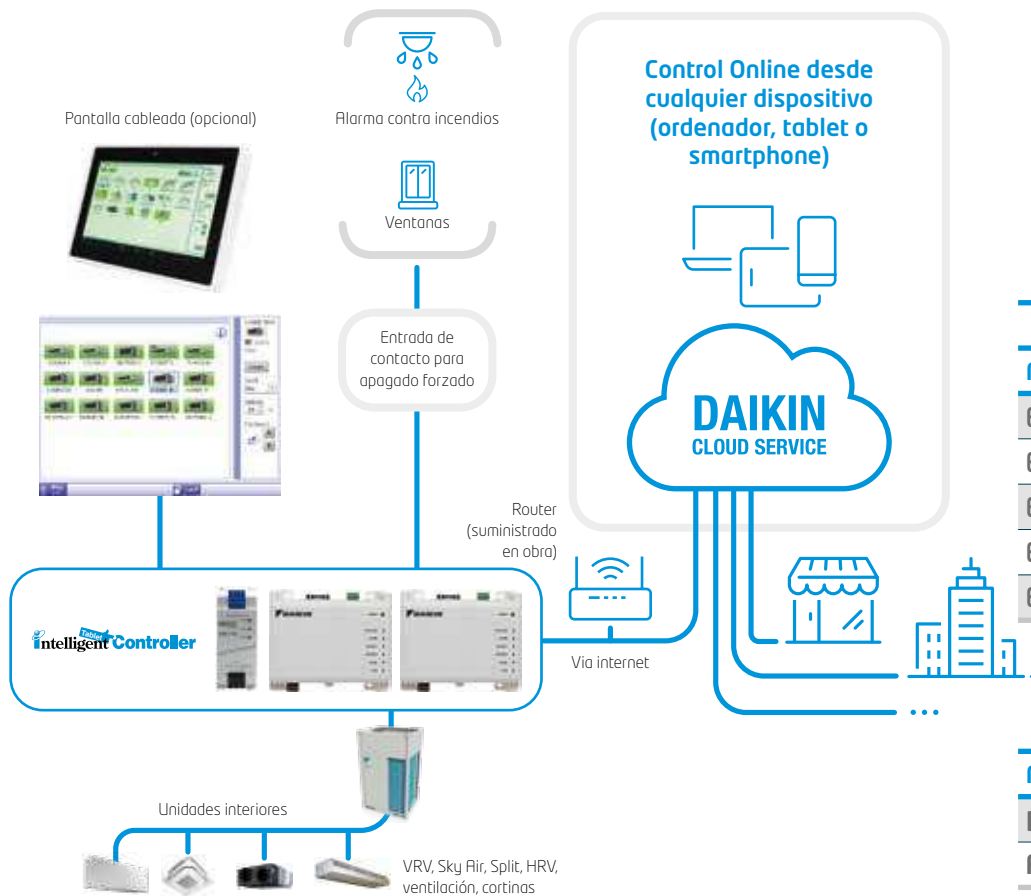 Pantalla cableada (opcional)
Alarma contra incendios
Ventanas
Entrada de
contacto para
apagado forzado
Control Online desde
cualquier dispositivo
(ordenador, tablet o
smartphone)
DAIKIN
CLOUD SERVICE
Router
(suministrado
en obra)
Via internet
intelligent Tablet Controller
DAIKIN
DAIKIN
Unidades interiores
VRV, Sky Air, Split, HRV,
ventilación, cortinas
...